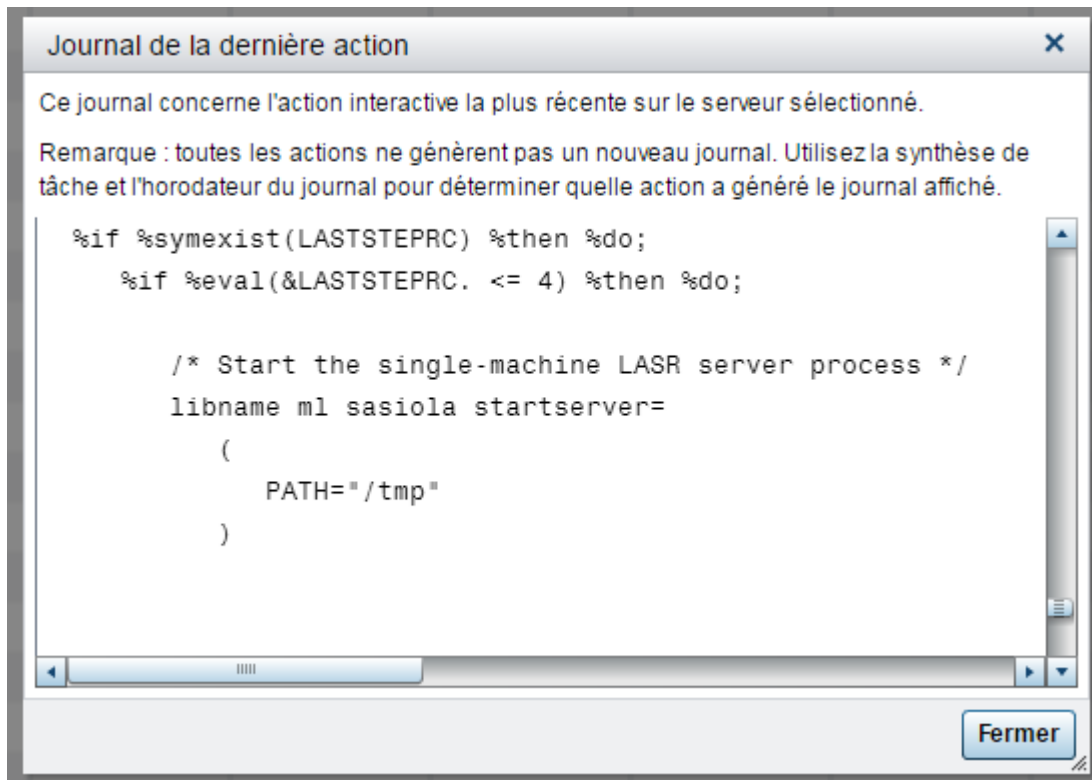 Journal de la dernière action
Ce journal concerne l'action interactive la plus récente sur le serveur sélectionné.
Remarque : toutes les actions ne génèrent pas un nouveau journal. Utilisez la synthèse de
tâche et l'horodateur du journal pour déterminer quelle action a généré le journal affiché.
%if %symexist(LASTSTEPRC) %then %do;
%if %eval(&LASTSTEPRC. <= 4) %then %do;
/* Start the single-machine LASR server process */
libname ml sasiola startserver=
(
PATH="/tmp"
)
Fermer